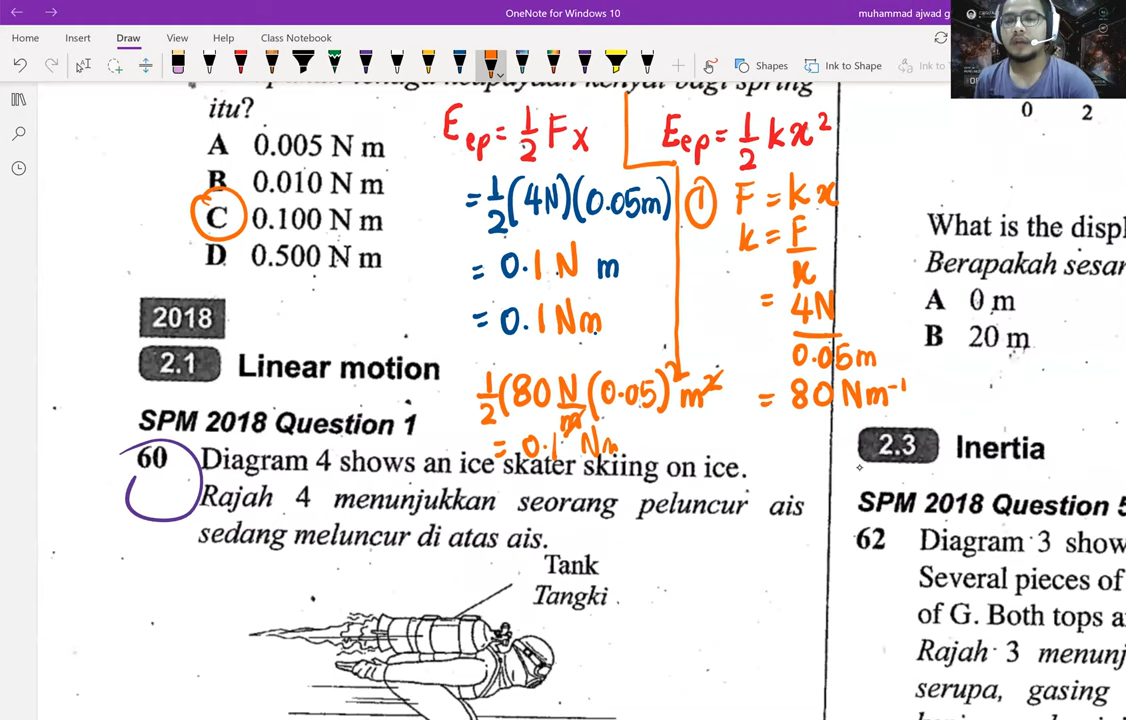 OneNote for Windows 10
muhammad ajwad g
Home Insert Draw View Help Class Notebook
Shapes Ink to Shape Ink to
itu?
A 0.005 N m
B 0.010 N m
C 0.100 N m
D 0.500 N m
Eep = 1/2 Fx
= 1/2 (4N)(0.05m)
= 0.1 N m
= 0.1 Nm
Eep = 1/2 kx²
1 F = kx
k = F/x
= 4N/0.05m
= 80 Nm⁻¹
1/2 (80 N/m (0.05)² m²
= 0.1 Nm
2018
2.1 Linear motion
SPM 2018 Question 1
60 Diagram 4 shows an ice skater skiing on ice.
Rajah 4 menunjukkan seorang peluncur ais
sedang meluncur di atas ais.
Tank
Tangki
0 2
What is the displ
Berapakah sesar
A 0 m
B 20 m
2.3 Inertia
SPM 2018 Question 5
62 Diagram 3 show
Several pieces of
of G. Both tops a
Rajah 3 menunj
serupa, gasing